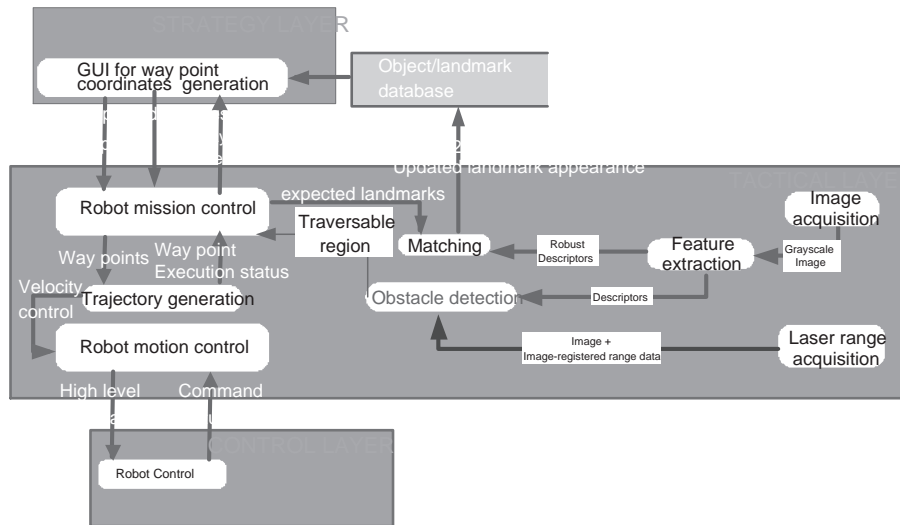 STRATEGY LAYER
GUI for way point
coordinates generation
Object/landmark
database
Updated landmark appearance
TACTICAL LAYE
expected landmarks
Robot mission control
Traversable
region
Matching
Robust
Descriptors
Feature
extraction
Grayscale
Image
Image
acquisition
Way points
Way point
Execution status
Velocity
control
Trajectory generation
Obstacle detection
Descriptors
Robot motion control
Image +
Image-registered range data
Laser range
acquisition
High level
Command
CONTROL LAYER
Robot Control